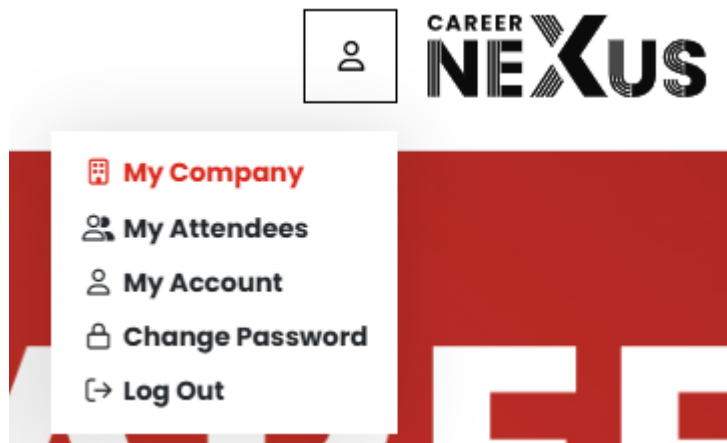 CAREER
NEXUS
My Company
My Attendees
My Account
Change Password
Log Out